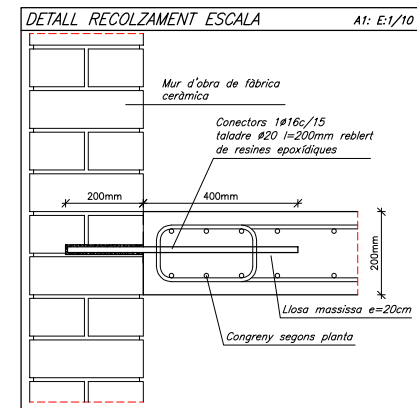 DETALL RECOLZAMENT ESCALA
A1: E:1/10
Mur d'obra de fàbrica
ceràmica
Conectors 1ø16c/15
taladre ø20 l=200mm reblert
de resines epoxídiques
200mm
400mm
200mm
Llosa massissa e=20cm
Congreny segons planta